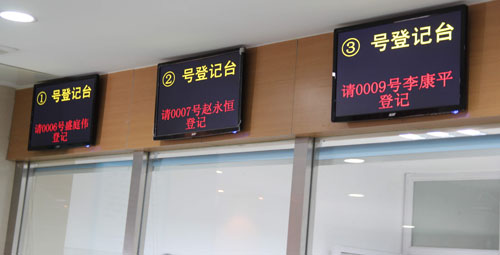 ① 号登记台
请0006号盛庭伟
登记
② 号登记台
请0007号赵永恒
登记
③ 号登记台
请0009号李康平
登记